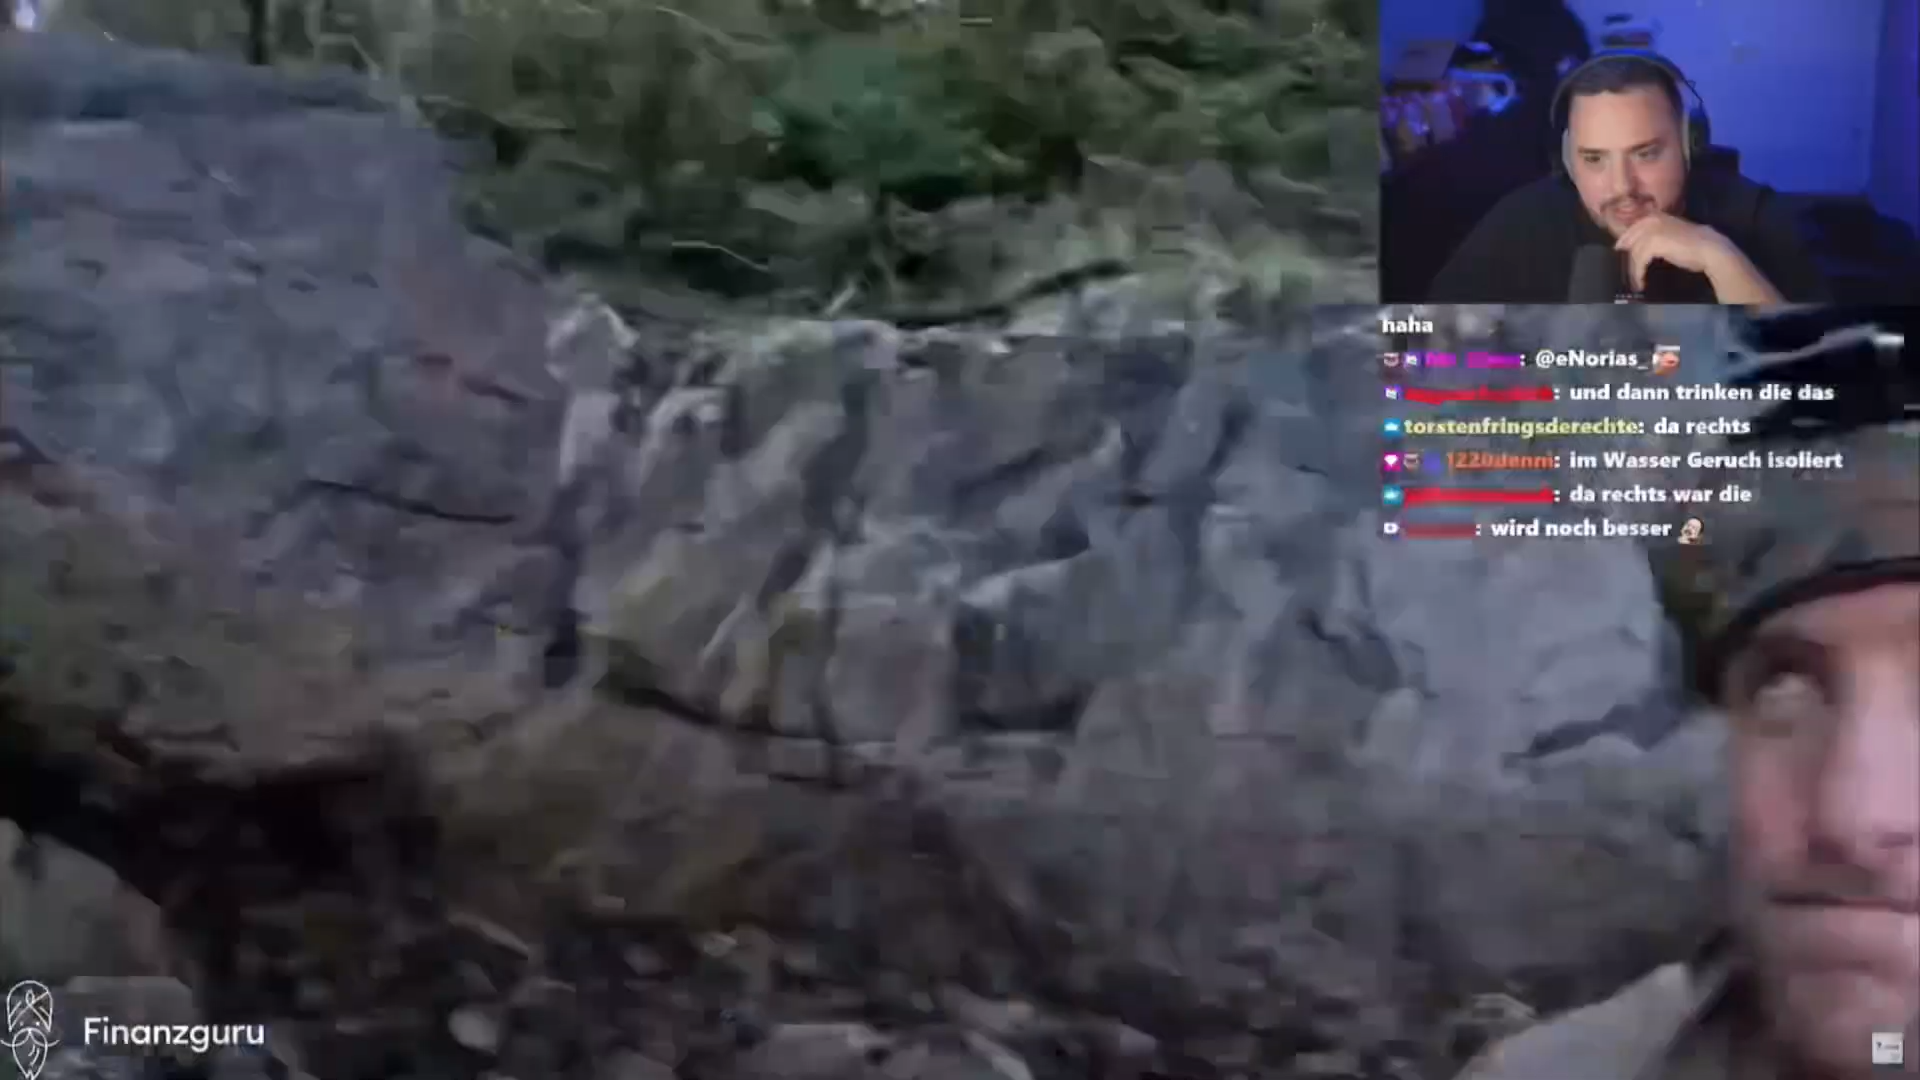 haha
: @eNorias_
: und dann trinken die das
torstenfringsderechte: da rechts
1220denni: im Wasser Geruch isoliert
: da rechts war die
: wird noch besser
Finanzguru